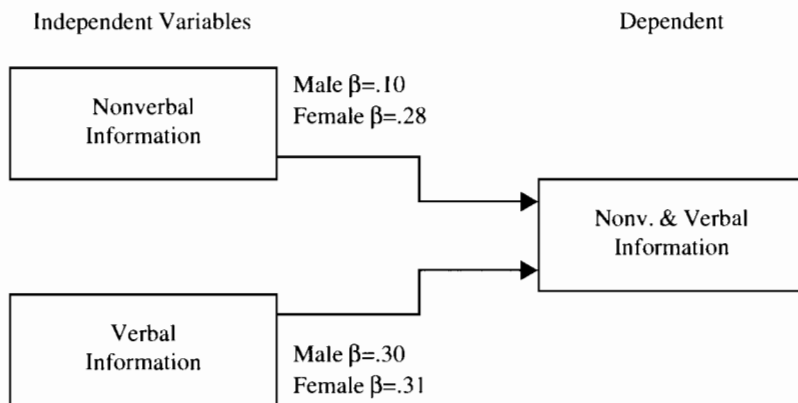 Independent Variables
Dependent
Nonverbal
Information
Male β=.10
Female β=.28
Nonv. & Verbal
Information
Verbal
Information
Male β=.30
Female β=.31